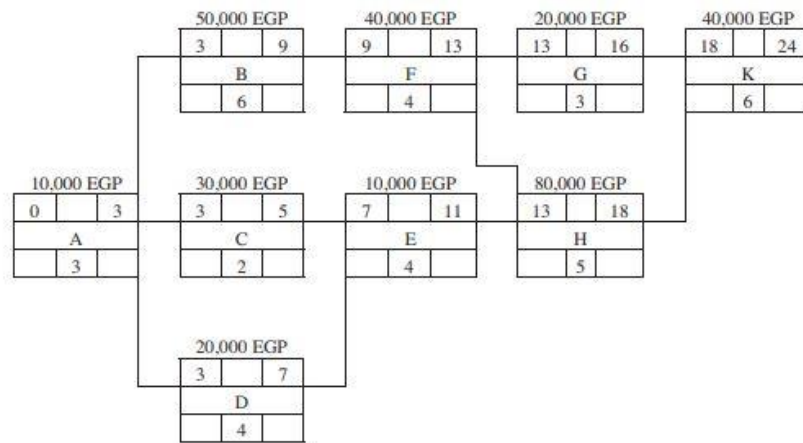 50,000 EGP 40,000 EGP 20,000 EGP 40,000 EGP
3 9 9 13 13 16 18 24
B F G K
6 4 3 6
10,000 EGP 30,000 EGP 10,000 EGP 80,000 EGP
0 3 3 5 7 11 13 18
A C E H
3 2 4 5
20,000 EGP
3 7
D
4